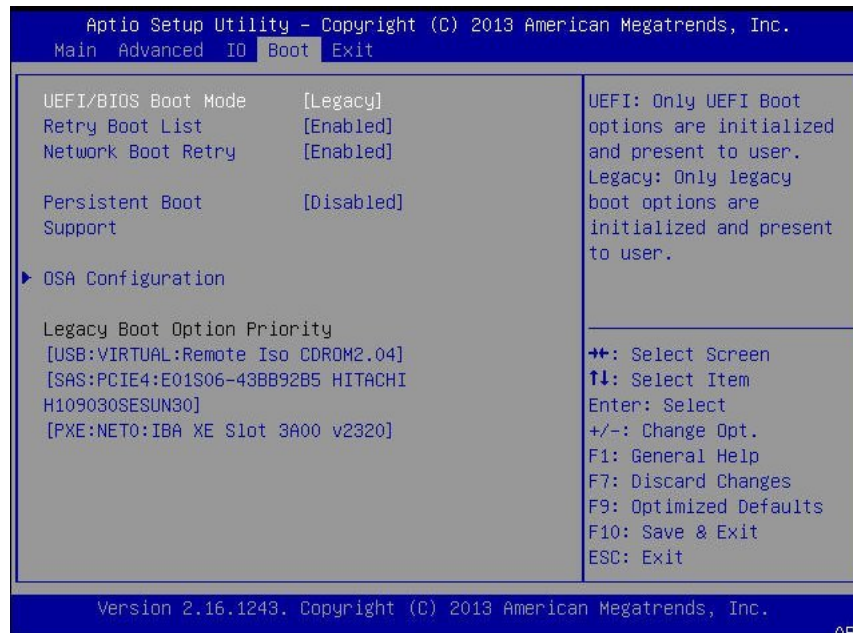 Aptio Setup Utility – Copyright (C) 2013 American Megatrends, Inc.
Main Advanced IO Boot Exit
UEFI/BIOS Boot Mode [Legacy]
Retry Boot List [Enabled]
Network Boot Retry [Enabled]
Persistent Boot [Disabled]
Support
OSA Configuration
Legacy Boot Option Priority
[USB:VIRTUAL:Remote Iso CDROM2.04]
[SAS:PCIE4:E01S06-43BB92B5 HITACHI
H109030SESUN30]
[PXE:NET0:IBA XE Slot 3A00 v2320]
UEFI: Only UEFI Boot
options are initialized
and present to user.
Legacy: Only legacy
boot options are
initialized and present
to user.
→←: Select Screen
↑↓: Select Item
Enter: Select
+/-: Change Opt.
F1: General Help
F7: Discard Changes
F9: Optimized Defaults
F10: Save & Exit
ESC: Exit
Version 2.16.1243. Copyright (C) 2013 American Megatrends, Inc.